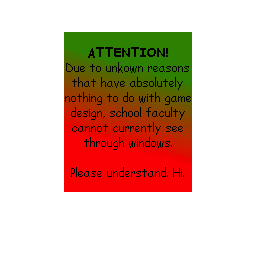 ATTENTION!
Due to unkown reasons
that have absolutely
nothing to do with game
design, school faculty
cannot currently see
through windows.
Please understand. Hi.